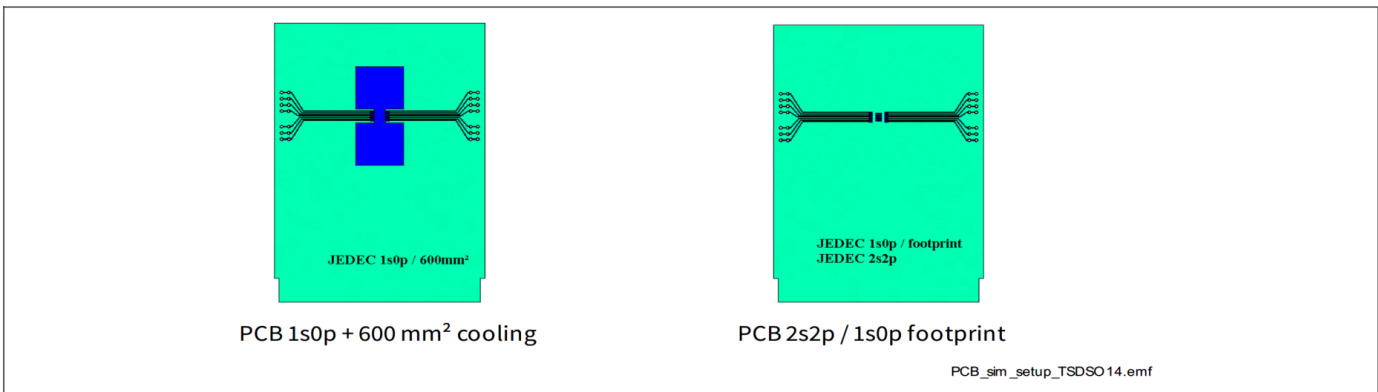 JEDEC 1s0p / 600mm²
JEDEC 1s0p / footprint
JEDEC 2s2p
PCB 1s0p + 600 mm² cooling
PCB 2s2p / 1s0p footprint
PCB_sim_setup_TSDSO14.emf